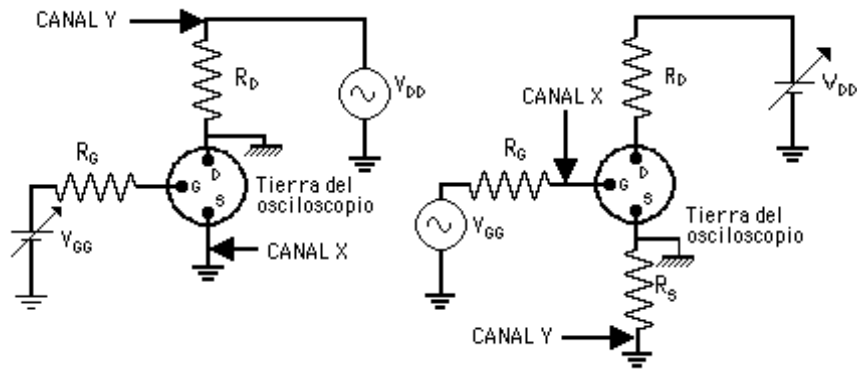 CANAL Y
R_D
V_DD
R_G
D
G
S
Tierra del
osciloscopio
V_GG
CANAL X
R_D
V_DD
CANAL X
R_G
D
G
S
V_GG
Tierra del
osciloscopio
R_S
CANAL Y